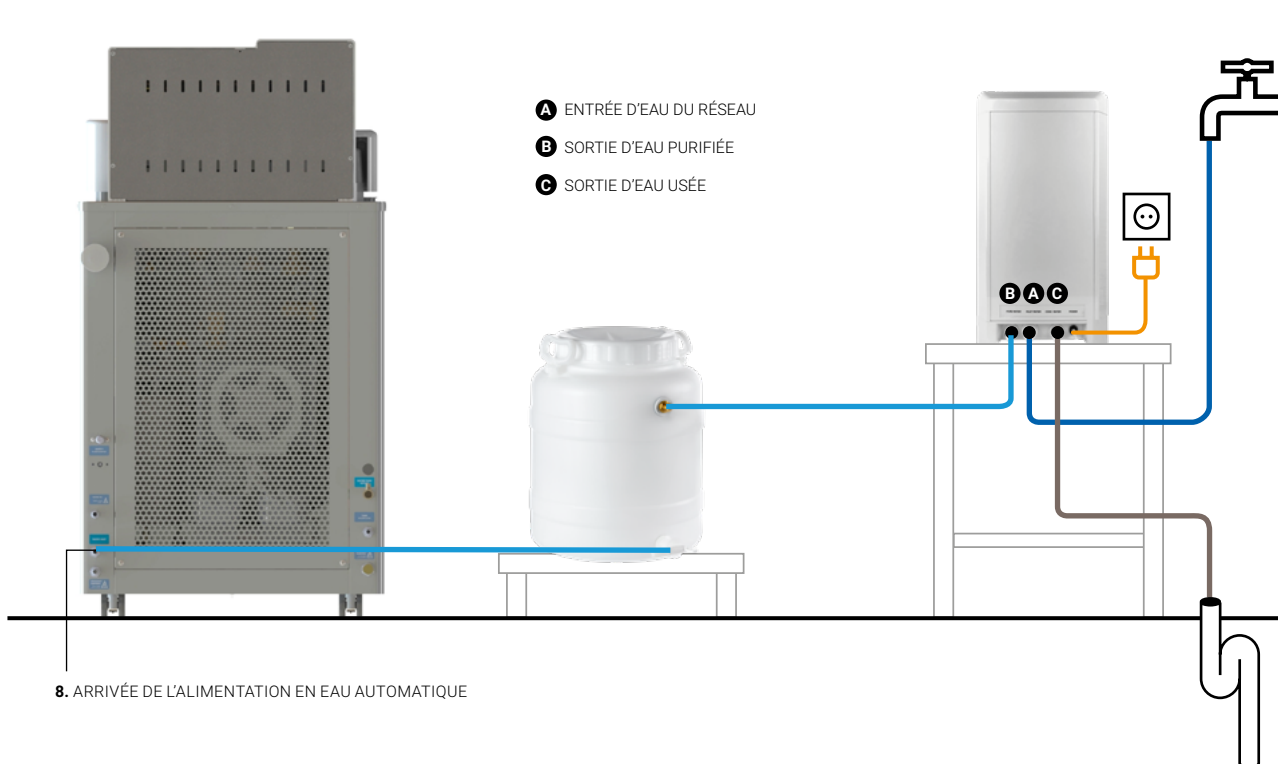 A ENTRÉE D'EAU DU RÉSEAU
B SORTIE D'EAU PURIFIÉE
C SORTIE D'EAU USÉE
B A C
8. ARRIVÉE DE L'ALIMENTATION EN EAU AUTOMATIQUE